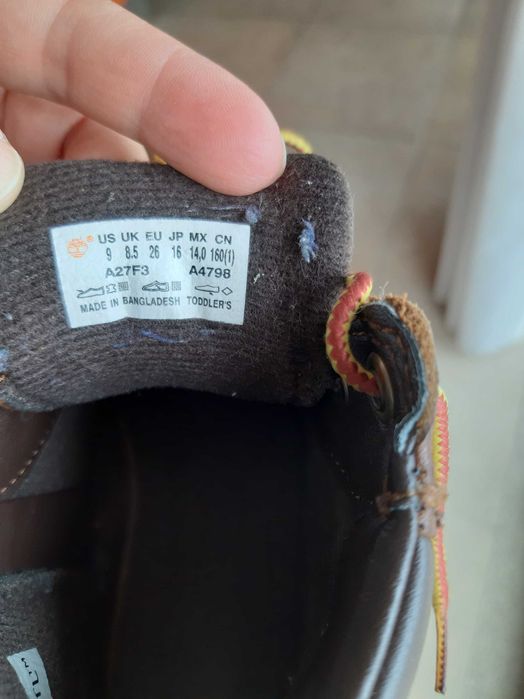 US UK EU JP MX CN
9 8.5 26 16 14,0 160(1)
A27F3 A4798
MADE IN BANGLADESH TODDLER'S